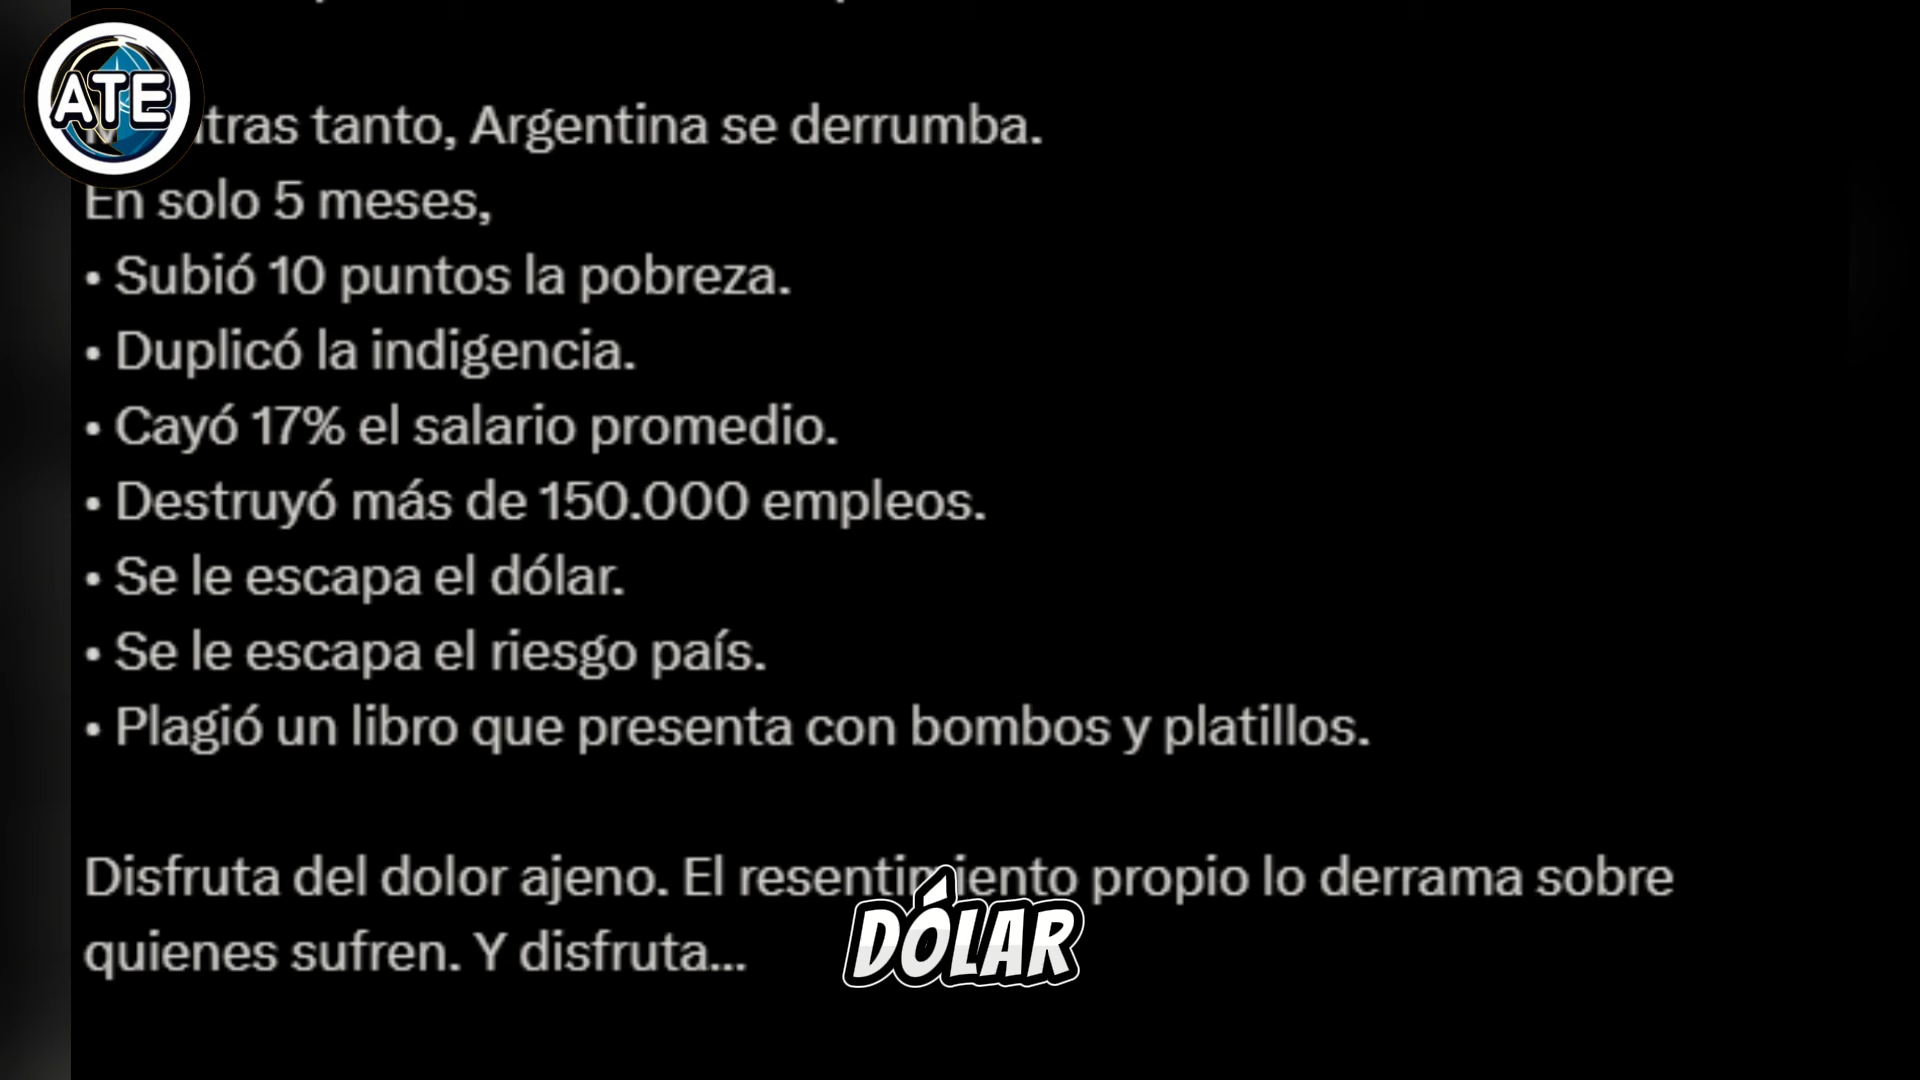 ATE
tras tanto, Argentina se derrumba.
En solo 5 meses,
• Subió 10 puntos la pobreza.
• Duplicó la indigencia.
• Cayó 17% el salario promedio.
• Destruyó más de 150.000 empleos.
• Se le escapa el dólar.
• Se le escapa el riesgo país.
• Plagió un libro que presenta con bombos y platillos.
Disfruta del dolor ajeno. El resentimiento propio lo derrama sobre
quienes sufren. Y disfruta...
DÓLAR